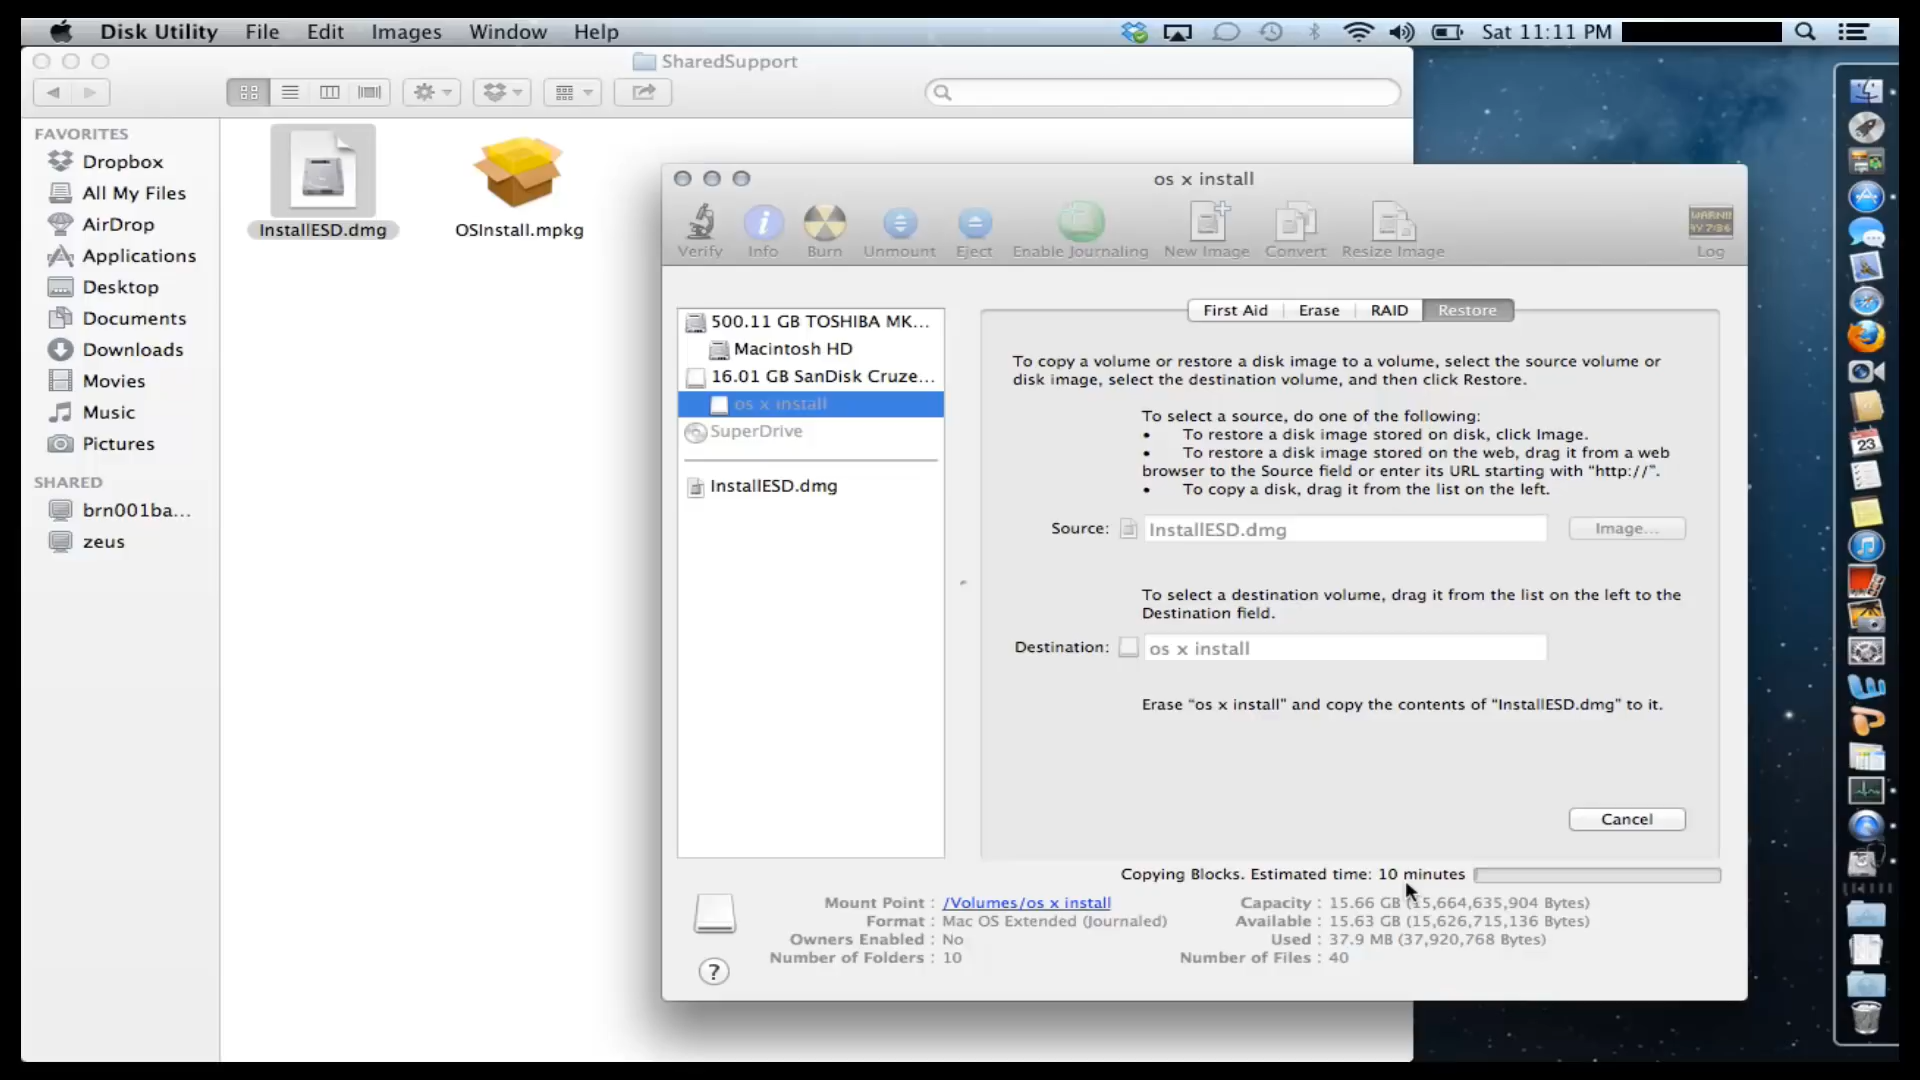 Disk Utility File Edit Images Window Help Sat 11:11 PM
SharedSupport
FAVORITES
Dropbox
All My Files
AirDrop
Applications
Desktop
Documents
Downloads
Movies
Music
Pictures
SHARED
brn001ba...
zeus
InstallESD.dmg OSInstall.mpkg
os x install
Verify Info Burn Unmount Eject Enable Journaling New Image Convert Resize Image Log
WARNIN
AY 7:36
500.11 GB TOSHIBA MK...
Macintosh HD
16.01 GB SanDisk Cruze...
os x install
SuperDrive
InstallESD.dmg
First Aid Erase RAID Restore
To copy a volume or restore a disk image to a volume, select the source volume or
disk image, select the destination volume, and then click Restore.
To select a source, do one of the following:
• To restore a disk image stored on disk, click Image.
• To restore a disk image stored on the web, drag it from a web
browser to the Source field or enter its URL starting with “http://”.
• To copy a disk, drag it from the list on the left.
Source: InstallESD.dmg Image...
To select a destination volume, drag it from the list on the left to the
Destination field.
Destination: os x install
Erase “os x install” and copy the contents of “InstallESD.dmg” to it.
Cancel
Copying Blocks. Estimated time: 10 minutes
Mount Point : /Volumes/os x install
Format : Mac OS Extended (Journaled)
Owners Enabled : No
Number of Folders : 10
Capacity : 15.66 GB (15,664,635,904 Bytes)
Available : 15.63 GB (15,626,715,136 Bytes)
Used : 37.9 MB (37,920,768 Bytes)
Number of Files : 40
?
23